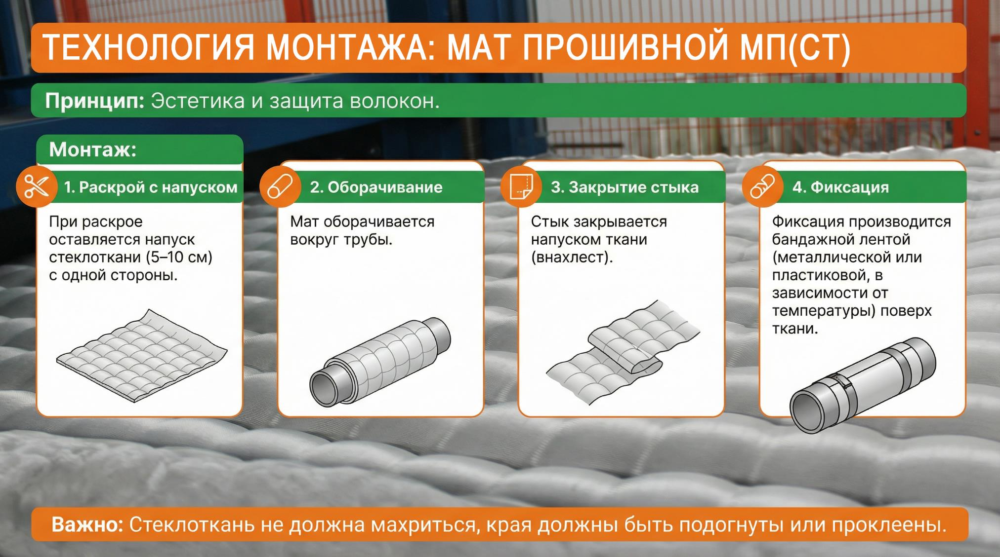 ТЕХНОЛОГИЯ МОНТАЖА: МАТ ПРОШИВНОЙ МП(СТ)
Принцип: Эстетика и защита волокон.
Монтаж:
1. Раскрой с напуском
При раскрое
оставляется напуск
стеклоткани (5–10 см)
с одной стороны.
2. Оборачивание
Мат оборачивается
вокруг трубы.
3. Закрытие стыка
Стык закрывается
напуском ткани
(внахлест).
4. Фиксация
Фиксация производится
бандажной лентой
(металлической или
пластиковой, в
зависимости от
температуры) поверх
ткани.
Важно: Стеклоткань не должна махриться, края должны быть подогнуты или проклеены.